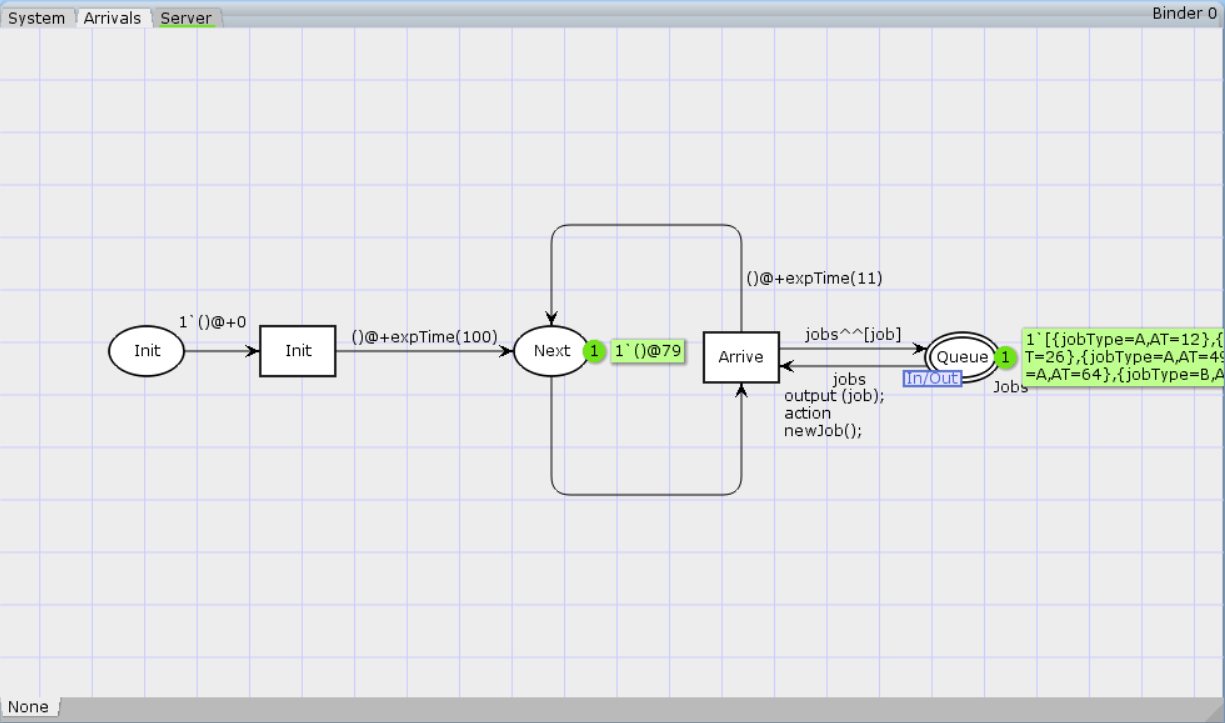 System Arrivals Server Binder 0
()@+expTime(11)
1`()@+0
()@+expTime(100)
Init
Init
Next
1
1`()@79
Arrive
jobs^^[job]
jobs
output (job);
action
newJob();
Queue
In/Out
Jobs
1
1`[{jobType=A,AT=12},{
T=26},{jobType=A,AT=49
=A,AT=64},{jobType=B,A
None